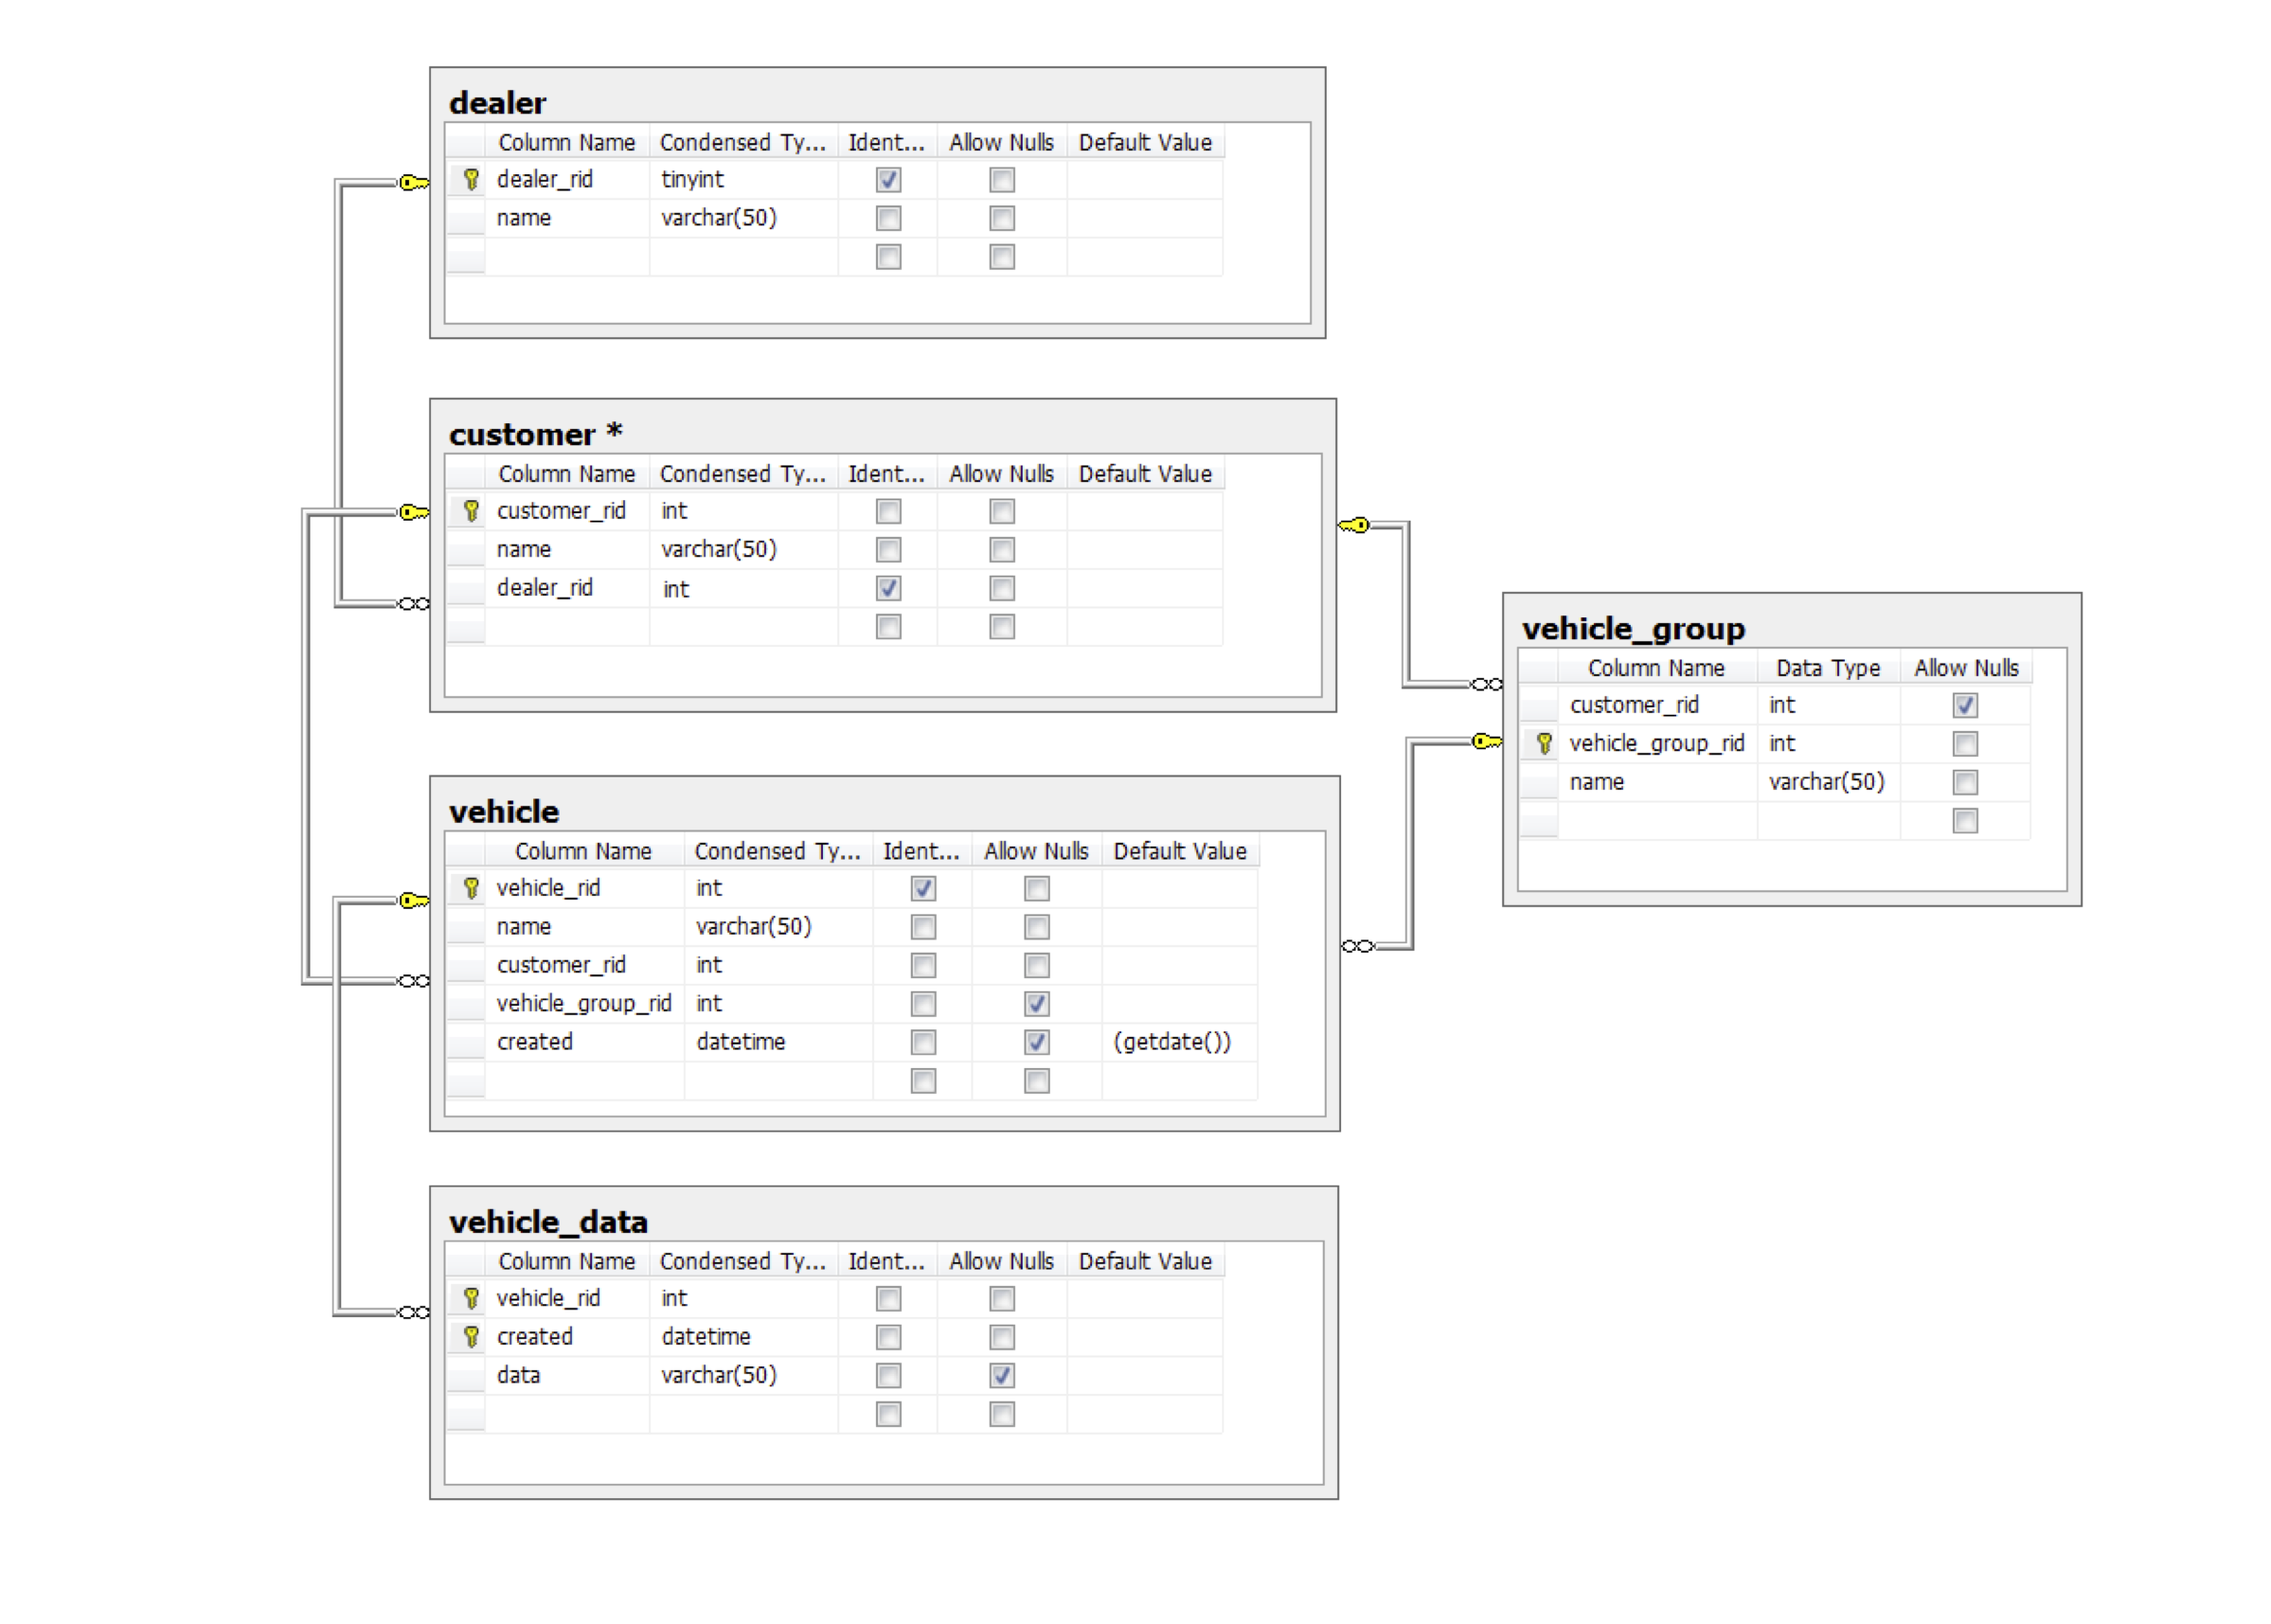 dealer
Column Name Condensed Ty... Ident... Allow Nulls Default Value
dealer_rid tinyint
name varchar(50)
customer *
Column Name Condensed Ty... Ident... Allow Nulls Default Value
customer_rid int
name varchar(50)
dealer_rid int
vehicle_group
Column Name Data Type Allow Nulls
customer_rid int
vehicle_group_rid int
name varchar(50)
vehicle
Column Name Condensed Ty... Ident... Allow Nulls Default Value
vehicle_rid int
name varchar(50)
customer_rid int
vehicle_group_rid int
created datetime (getdate())
vehicle_data
Column Name Condensed Ty... Ident... Allow Nulls Default Value
vehicle_rid int
created datetime
data varchar(50)